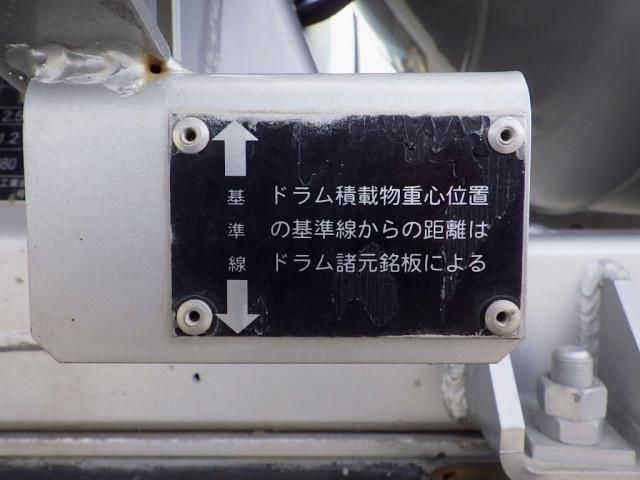 基準線
ドラム積載物重心位置
の基準線からの距離は
ドラム諸元銘板による